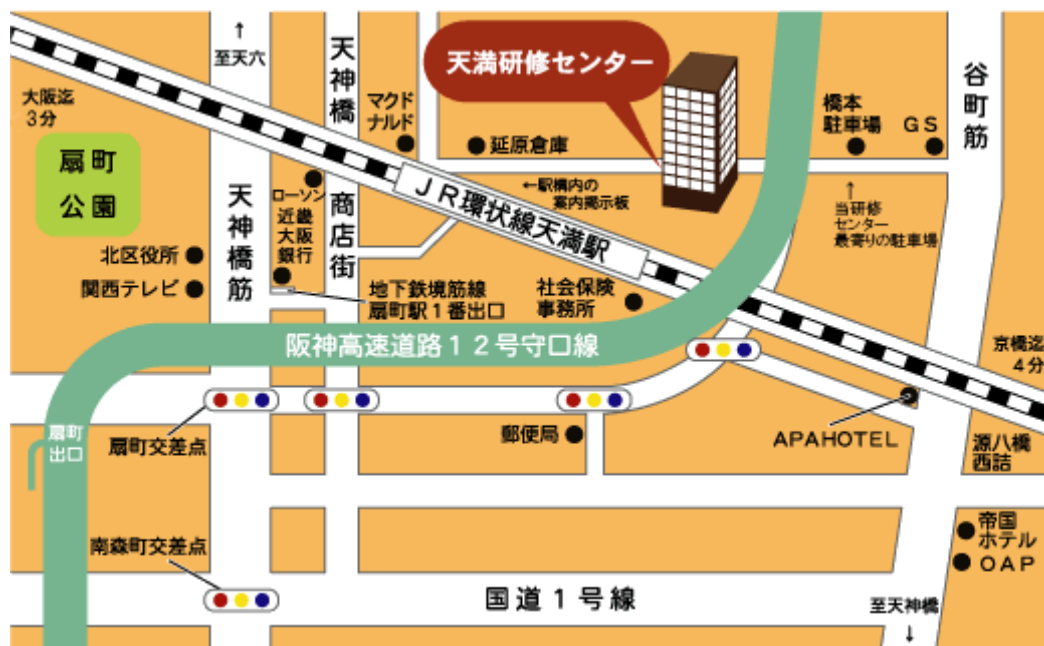 ↑
至天六
天神橋
天満研修センター
谷町筋
大阪迄
3分
マクド
ナルド
橋本
駐車場
GS
延原倉庫
扇町
公園
JR環状線天満駅
←駅構内の
案内掲示板
↑
当研修
センター
最寄りの駐車場
天神橋筋
ローソン
近畿
大阪
銀行
商店街
北区役所
関西テレビ
地下鉄境筋線
扇町駅1番出口
社会保険
事務所
阪神高速道路12号守口線
京橋迄
4分
扇町
出口
扇町交差点
郵便局
APAHOTEL
源八橋
西詰
帝国
ホテル
OAP
南森町交差点
国道1号線
至天神橋
↓